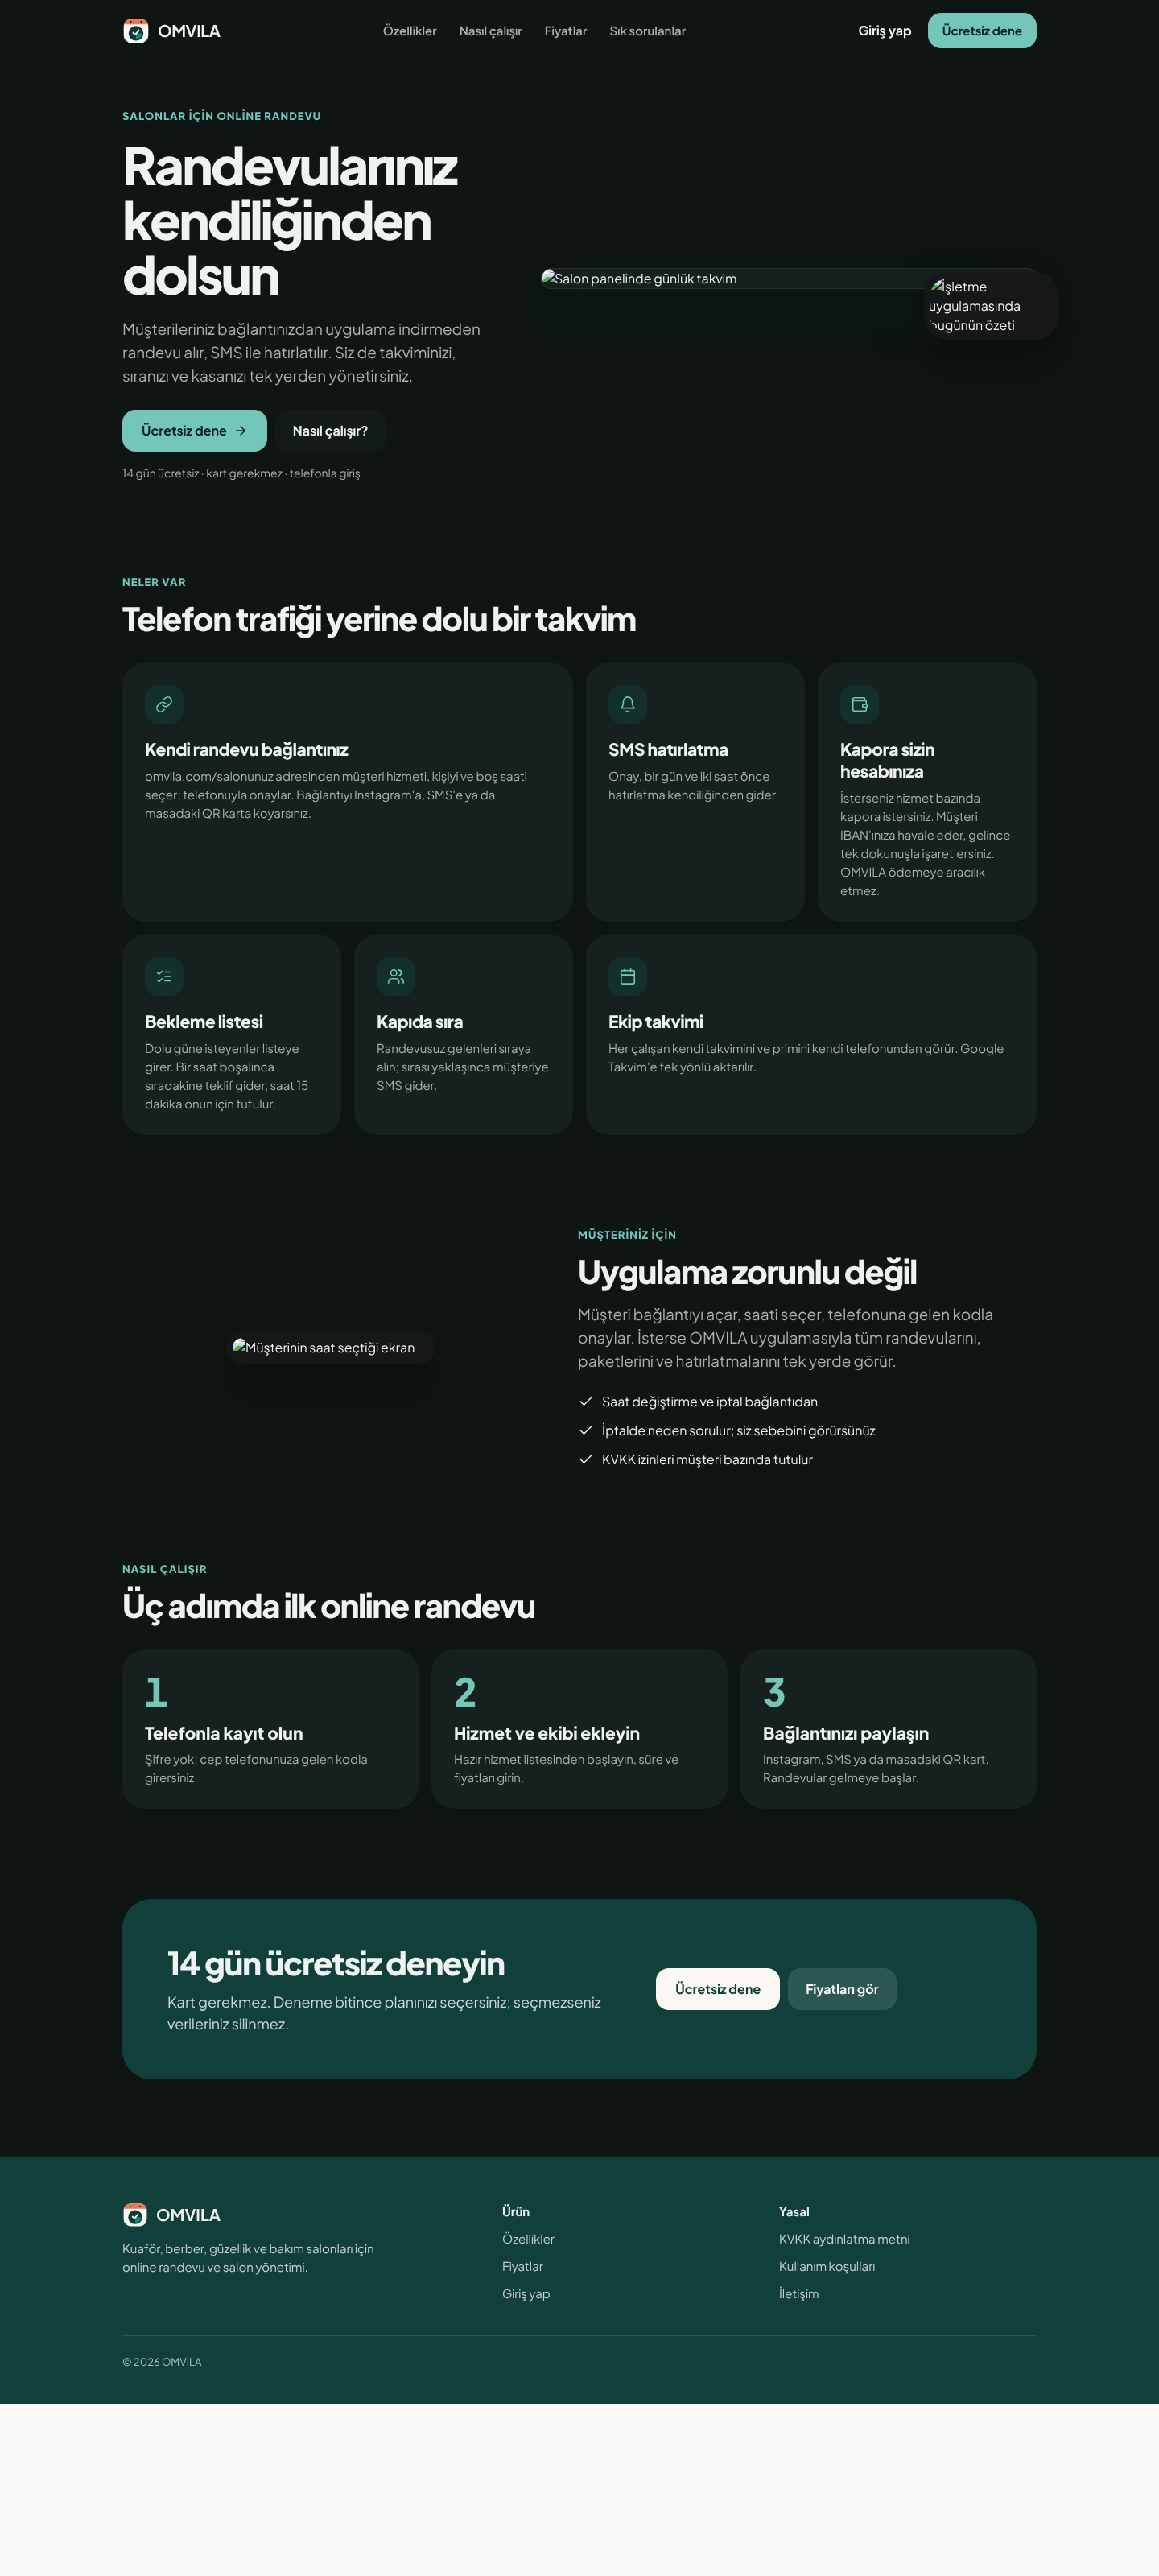 OMVILA
Özellikler
Nasıl çalışır
Fiyatlar
Sık sorulanlar
Giriş yap
Ücretsiz dene
SALONLAR İÇİN ONLİNE RANDEVU
Randevularınız
kendiliğinden
dolsun
Müşterileriniz bağlantınızdan uygulama indirmeden
randevu alır, SMS ile hatırlatılır. Siz de takviminizi,
sıranızı ve kasanızı tek yerden yönetirsiniz.
Ücretsiz dene
Nasıl çalışır?
14 gün ücretsiz · kart gerekmez · telefonla giriş
Salon panelinde günlük takvim
İşletme
uygulamasında
bugünün özeti
NELER VAR
Telefon trafiği yerine dolu bir takvim
Kendi randevu bağlantınız
omvila.com/salonunuz adresinden müşteri hizmeti, kişiyi ve boş saati
seçer; telefonuyla onaylar. Bağlantıyı Instagram'a, SMS'e ya da
masadaki QR karta koyarsınız.
SMS hatırlatma
Onay, bir gün ve iki saat önce
hatırlatma kendiliğinden gider.
Kapora sizin
hesabınıza
İsterseniz hizmet bazında
kapora istersiniz. Müşteri
IBAN'ınıza havale eder, gelince
tek dokunuşla işaretlersiniz.
OMVILA ödemeye aracılık
etmez.
Bekleme listesi
Dolu güne isteyenler listeye
girer. Bir saat boşalınca
sıradakine teklif gider, saat 15
dakika onun için tutulur.
Kapıda sıra
Randevusuz gelenleri sıraya
alın; sırası yaklaşınca müşteriye
SMS gider.
Ekip takvimi
Her çalışan kendi takvimini ve primini kendi telefonundan görür. Google
Takvim'e tek yönlü aktarılır.
Müşterinin saat seçtiği ekran
MÜŞTERİNİZ İÇİN
Uygulama zorunlu değil
Müşteri bağlantıyı açar, saati seçer, telefonuna gelen kodla
onaylar. İsterse OMVILA uygulamasıyla tüm randevularını,
paketlerini ve hatırlatmalarını tek yerde görür.
Saat değiştirme ve iptal bağlantıdan
İptalde neden sorulur; siz sebebini görürsünüz
KVKK izinleri müşteri bazında tutulur
NASIL ÇALIŞIR
Üç adımda ilk online randevu
1
Telefonla kayıt olun
Şifre yok; cep telefonunuza gelen kodla
girersiniz.
2
Hizmet ve ekibi ekleyin
Hazır hizmet listesinden başlayın, süre ve
fiyatları girin.
3
Bağlantınızı paylaşın
Instagram, SMS ya da masadaki QR kart.
Randevular gelmeye başlar.
14 gün ücretsiz deneyin
Kart gerekmez. Deneme bitince planınızı seçersiniz; seçmezseniz
verileriniz silinmez.
Ücretsiz dene
Fiyatları gör
OMVILA
Kuaför, berber, güzellik ve bakım salonları için
online randevu ve salon yönetimi.
Ürün
Özellikler
Fiyatlar
Giriş yap
Yasal
KVKK aydınlatma metni
Kullanım koşulları
İletişim
© 2026 OMVILA